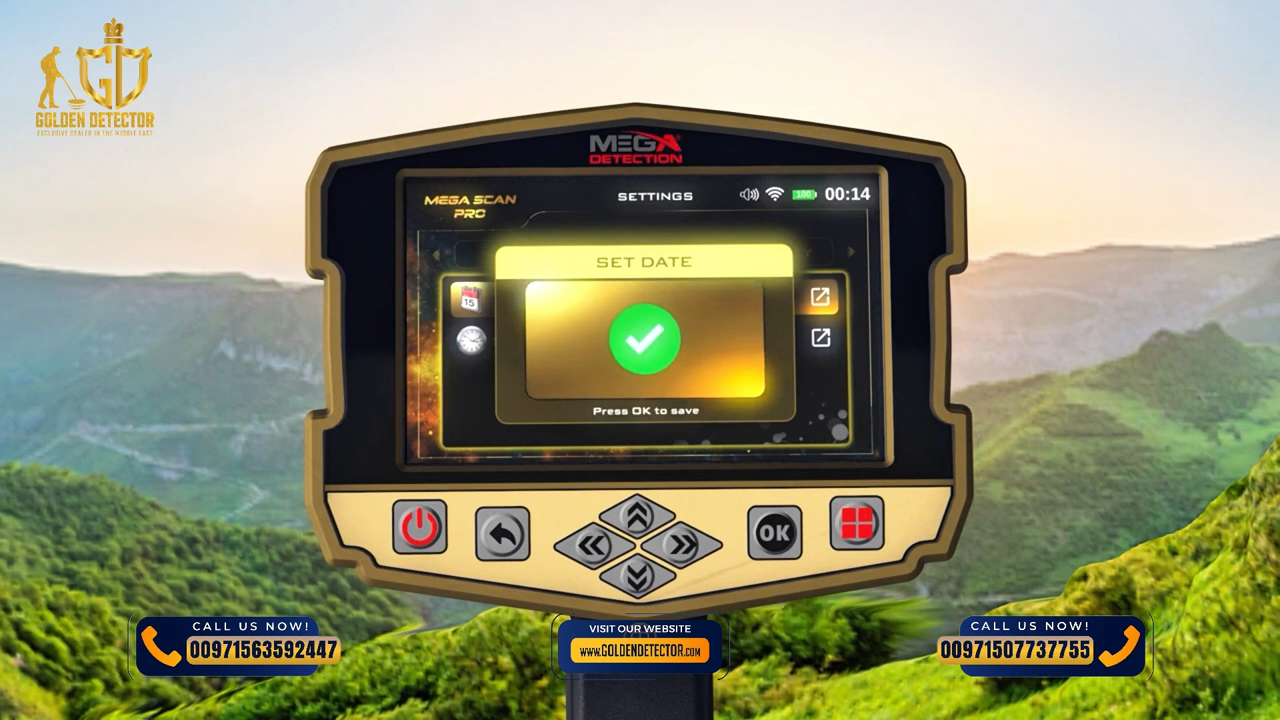 GD
GOLDEN DETECTOR
EXCLUSIVE DEALER IN THE MIDDLE EAST
MEGA
DETECTION
MEGA SCAN
PRO
SETTINGS
100
00:14
SET DATE
15
Press OK to save
OK
CALL US NOW!
00971563592447
VISIT OUR WEBSITE
WWW.GOLDENDETECTOR.COM
CALL US NOW!
00971507737755